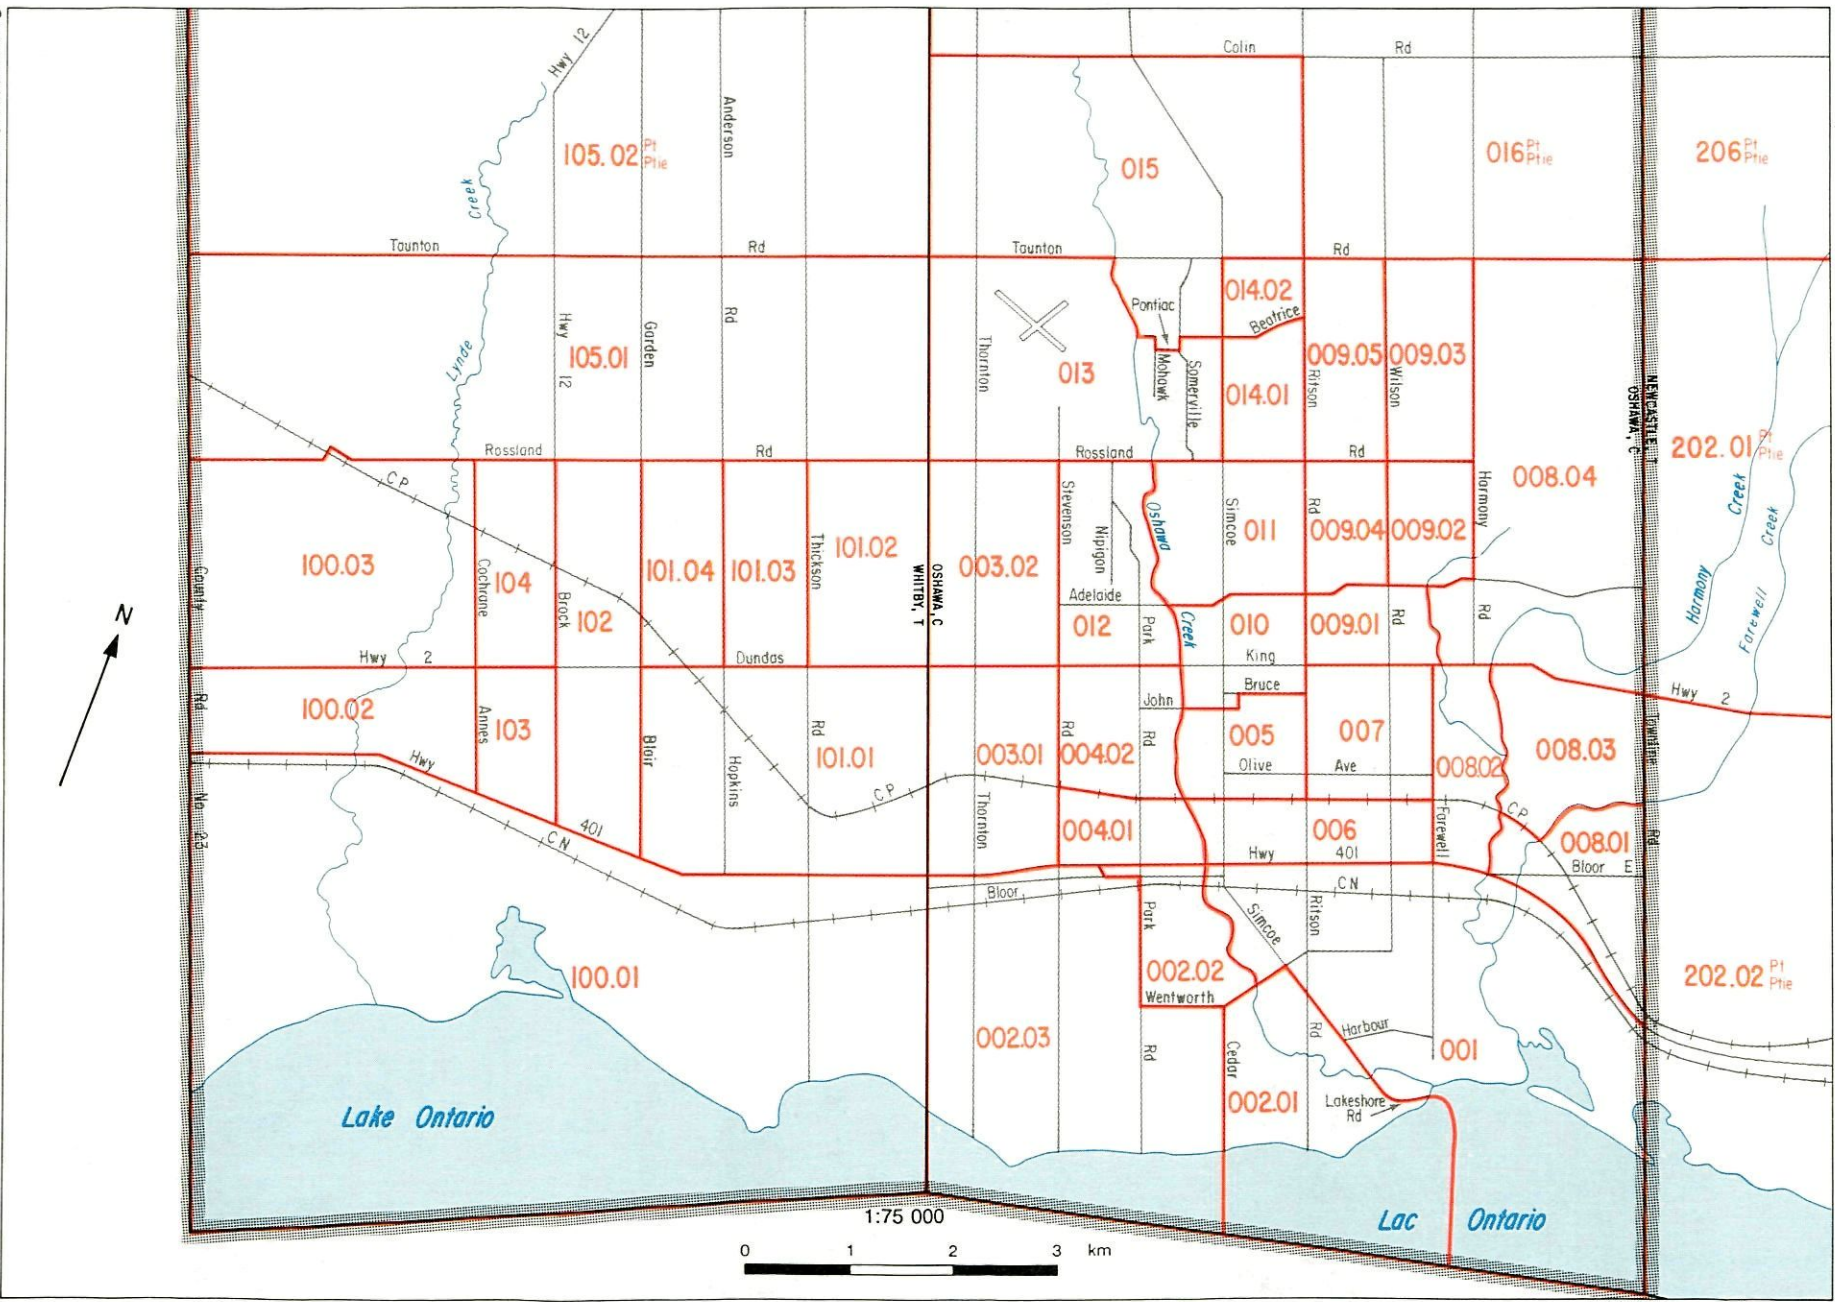 Hwy 12
Colin Rd
Anderson
105.02 Pt Ptie
015
016 Pt Ptie
206 Pt Ptie
Creek
Taunton Rd
Taunton Rd
014.02
Pontiac
Beatrice
Rd
Hwy 12
Garden
105.01
Lynde
Thornton
013
Mohawk
Somerville
014.01
009.05
009.03
Ritson
Wilson
NEWCASTLE, T
OSHAWA, C
Rossland Rd
Rossland Rd
202.01 Pt Ptie
008.04
CP
Harmony
Stevenson
Nipigon
Oshawa
Simcoe
011
Rd
009.04
009.02
Creek
Creek
100.03
Cochrane
104
101.04
101.03
Thickson
101.02
003.02
County
OSHAWA, C
WHITBY, T
N
Brock
102
Adelaide
012
Park
Creek
010
009.01
Rd
Rd
Harmony
Farewell
Hwy 2
Dundas
King
Bruce
John
Hwy 2
100.02
Rd
Annes
103
Blair
Rd
101.01
003.01
Rd
004.02
Rd
005
007
008.02
008.03
Townline
Hwy
Hopkins
Olive Ave
CP
CP
No 23
401
CN
Thornton
004.01
006
Farewell
008.01
Rd
Hwy 401
Bloor E
Bloor
CN
Park
Simcoe
Ritson
100.01
002.02
202.02 Pt Ptie
Wentworth
002.03
Rd
Cedar
Rd
Harbour
001
002.01
Lakeshore
Rd
Lake Ontario
Lac Ontario
1:75 000
0 1 2 3 km